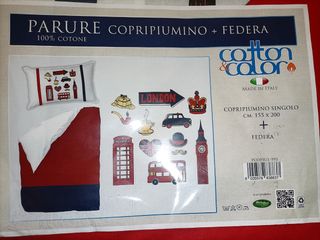 PARURE COPRIPIUMINO + FEDERA
100% COTONE
cotton
& color
MADE IN ITALY
LONDON
COPRIPIUMINO SINGOLO
CM. 155 X 200
+
FEDERA